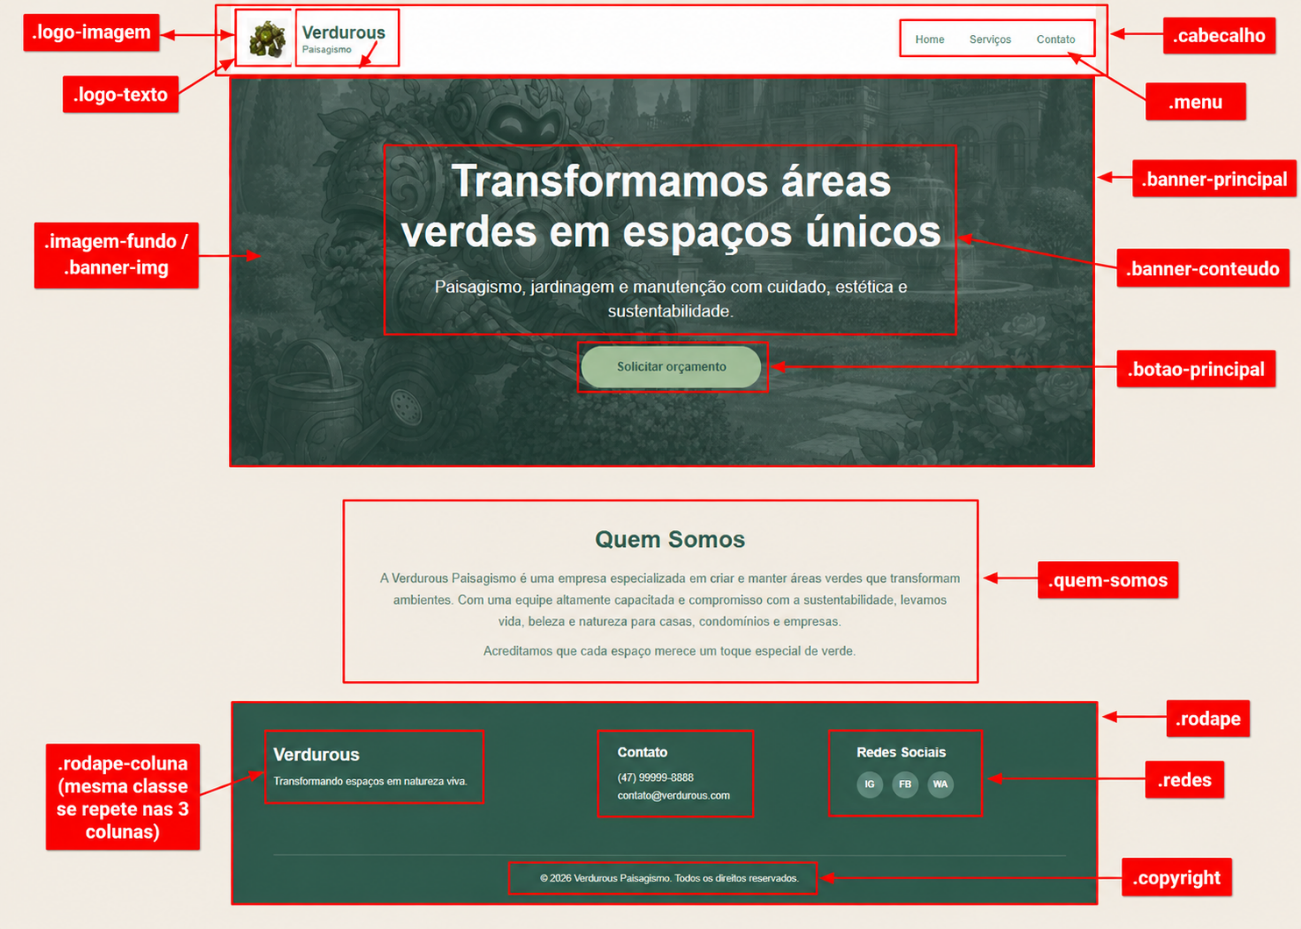 .logo-imagem
Verdurous
Paisagismo
Home Serviços Contato
.cabecalho
.logo-texto
.menu
Transformamos áreas
verdes em espaços únicos
.banner-principal
.imagem-fundo /
.banner-img
.banner-conteudo
Paisagismo, jardinagem e manutenção com cuidado, estética e
sustentabilidade.
Solicitar orçamento
.botao-principal
Quem Somos
A Verdurous Paisagismo é uma empresa especializada em criar e manter áreas verdes que transformam
ambientes. Com uma equipe altamente capacitada e compromisso com a sustentabilidade, levamos
vida, beleza e natureza para casas, condomínios e empresas.
Acreditamos que cada espaço merece um toque especial de verde.
.quem-somos
.rodape
.rodape-coluna
(mesma classe
se repete nas 3
colunas)
Verdurous
Transformando espaços em natureza viva.
Contato
(47) 99999-8888
contato@verdurous.com
Redes Sociais
IG FB WA
.redes
© 2026 Verdurous Paisagismo. Todos os direitos reservados.
.copyright